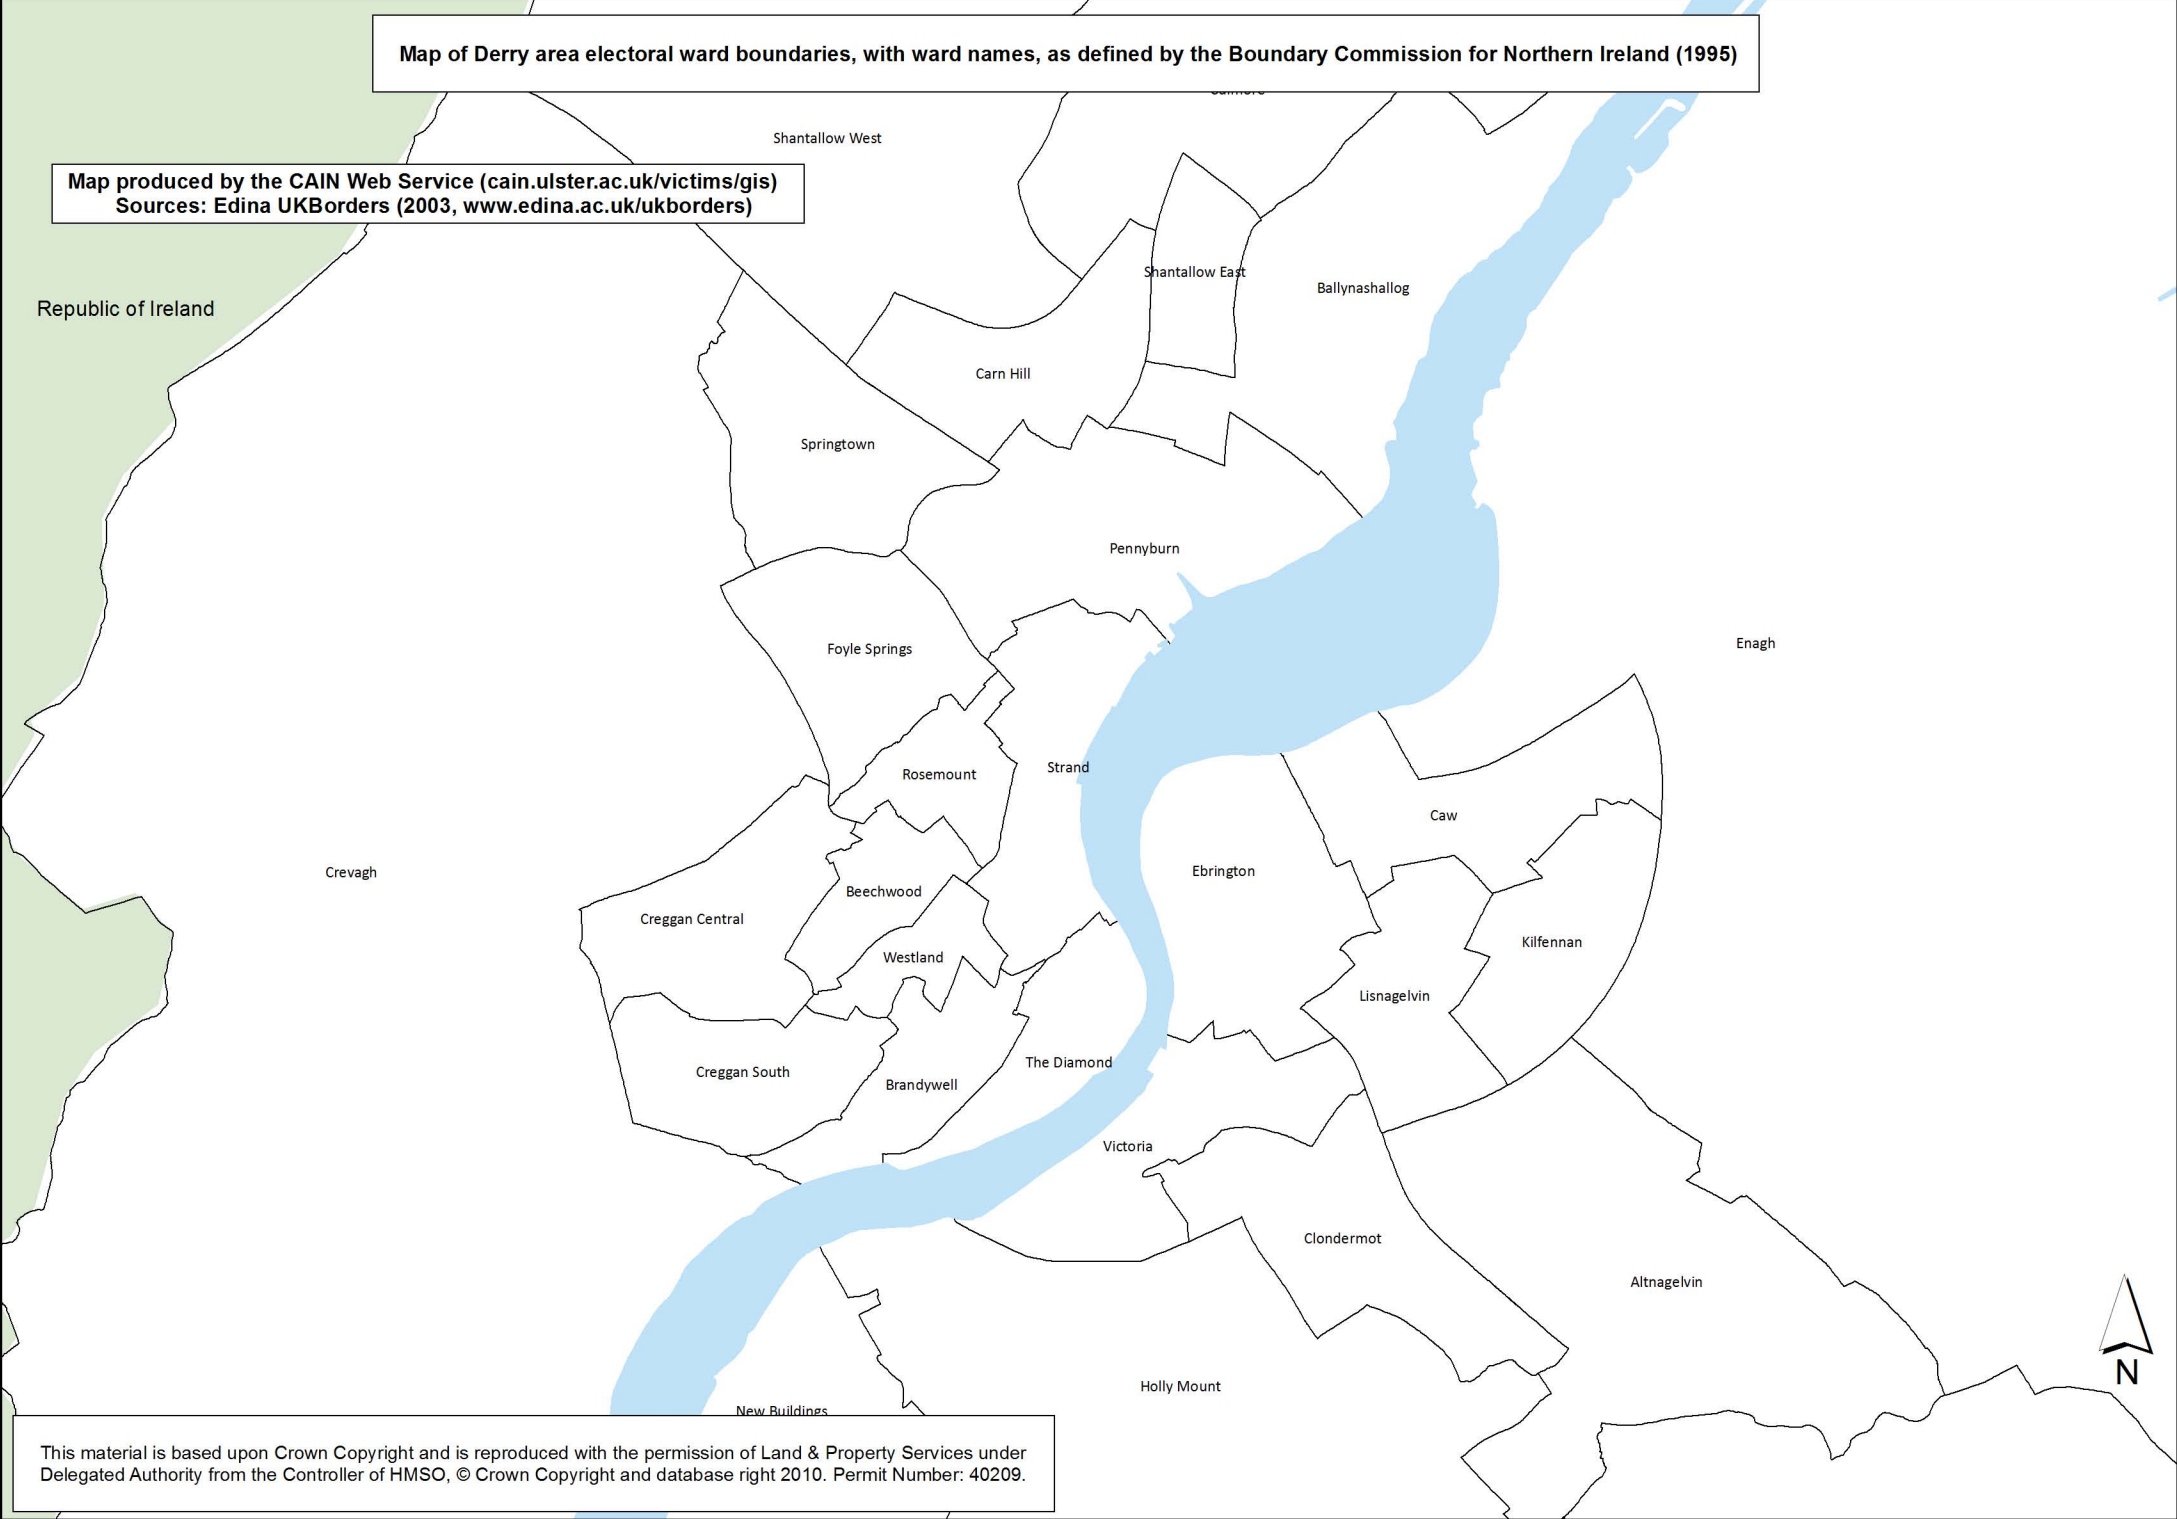 Map of Derry area electoral ward boundaries, with ward names, as defined by the Boundary Commission for Northern Ireland (1995)
Shantallow West
Map produced by the CAIN Web Service (cain.ulster.ac.uk/victims/gis)
Sources: Edina UKBorders (2003, www.edina.ac.uk/ukborders)
Shantallow East
Ballynashallog
Republic of Ireland
Carn Hill
Springtown
Pennyburn
Foyle Springs
Enagh
Strand
Rosemount
Caw
Crevagh
Ebrington
Beechwood
Creggan Central
Kilfennan
Westland
Lisnagelvin
The Diamond
Creggan South
Brandywell
Victoria
Clondermot
Altnagelvin
N
Holly Mount
New Buildings
This material is based upon Crown Copyright and is reproduced with the permission of Land & Property Services under
Delegated Authority from the Controller of HMSO, © Crown Copyright and database right 2010. Permit Number: 40209.